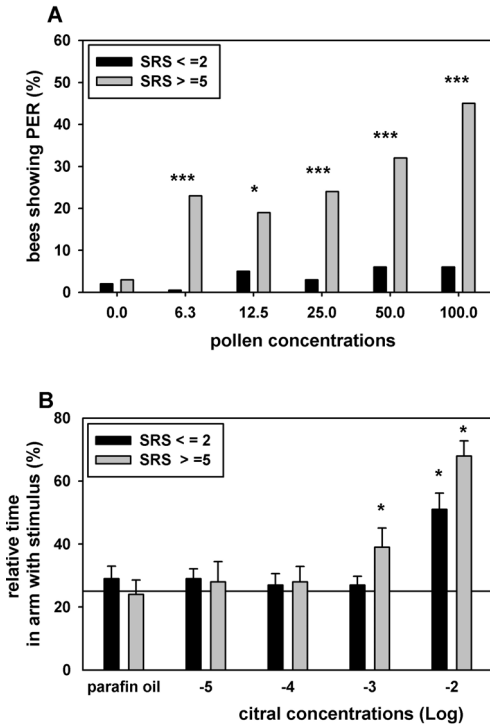 A
bees showing PER (%)
60
50
40
30
20
10
0
SRS < =2
SRS > =5
***
*
***
***
***
0.0 6.3 12.5 25.0 50.0 100.0
pollen concentrations
B
relative time
in arm with stimulus (%)
80
60
40
20
0
SRS < = 2
SRS > =5
*
*
*
parafin oil -5 -4 -3 -2
citral concentrations (Log)